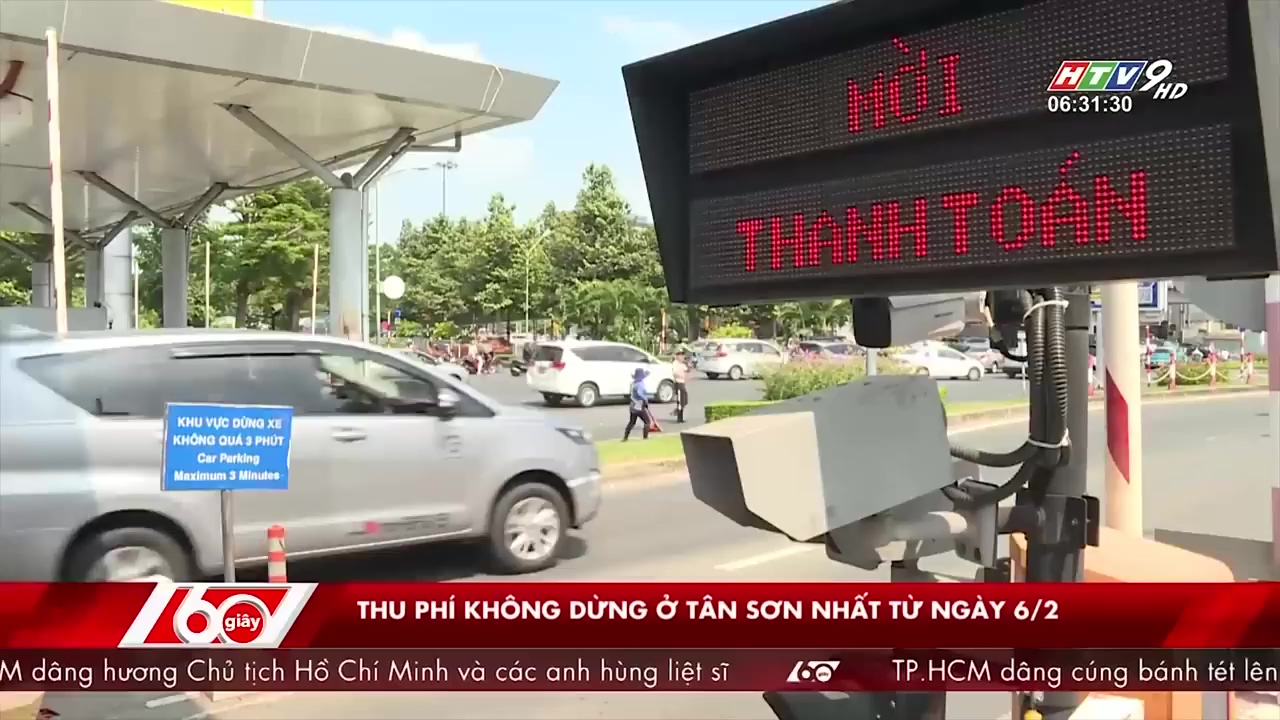 HTV9 HD
06:31:30
MỜI
THANH TOÁN
KHU VỰC DỪNG XE
KHÔNG QUÁ 3 PHÚT
Car Parking
Maximum 3 Minutes
60 giây
THU PHÍ KHÔNG DỪNG Ở TÂN SƠN NHẤT TỪ NGÀY 6/2
M dâng hương Chủ tịch Hồ Chí Minh và các anh hùng liệt sĩ
60
TP.HCM dâng cúng bánh tét lên